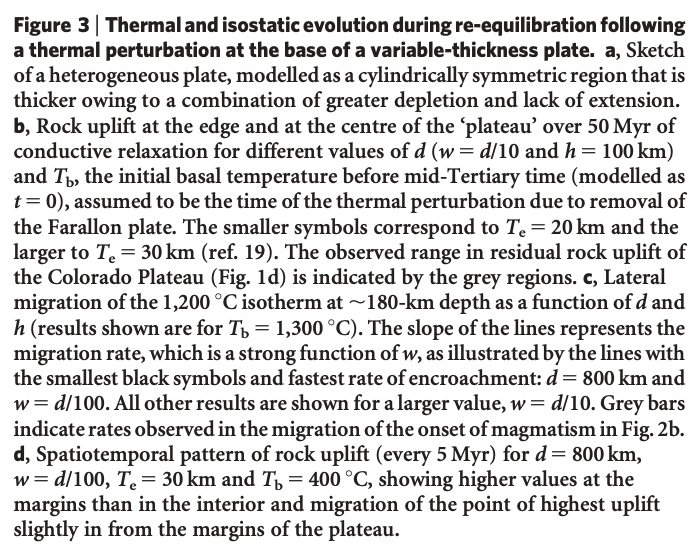 Figure 3 | Thermal and isostatic evolution during re-equilibration following
a thermal perturbation at the base of a variable-thickness plate. a, Sketch
of a heterogeneous plate, modelled as a cylindrically symmetric region that is
thicker owing to a combination of greater depletion and lack of extension.
b, Rock uplift at the edge and at the centre of the ‘plateau’ over 50 Myr of
conductive relaxation for different values of d (w = d/10 and h = 100 km)
and Tb, the initial basal temperature before mid-Tertiary time (modelled as
t = 0), assumed to be the time of the thermal perturbation due to removal of
the Farallon plate. The smaller symbols correspond to Te = 20 km and the
larger to Te = 30 km (ref. 19). The observed range in residual rock uplift of
the Colorado Plateau (Fig. 1d) is indicated by the grey regions. c, Lateral
migration of the 1,200 °C isotherm at ~180-km depth as a function of d and
h (results shown are for Tb = 1,300 °C). The slope of the lines represents the
migration rate, which is a strong function of w, as illustrated by the lines with
the smallest black symbols and fastest rate of encroachment: d = 800 km and
w = d/100. All other results are shown for a larger value, w = d/10. Grey bars
indicate rates observed in the migration of the onset of magmatism in Fig. 2b.
d, Spatiotemporal pattern of rock uplift (every 5 Myr) for d = 800 km,
w = d/100, Te = 30 km and Tb = 400 °C, showing higher values at the
margins than in the interior and migration of the point of highest uplift
slightly in from the margins of the plateau.